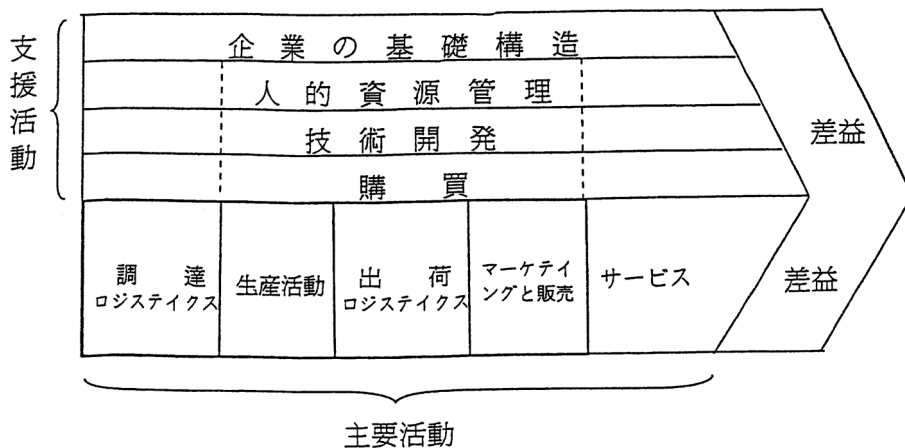 支援活動
企業の基礎構造
人的資源管理
技術開発
購買
差益
調達
ロジステイクス
生産活動
出荷
ロジステイクス
マーケテイ
ングと販売
サービス
差益
主要活動